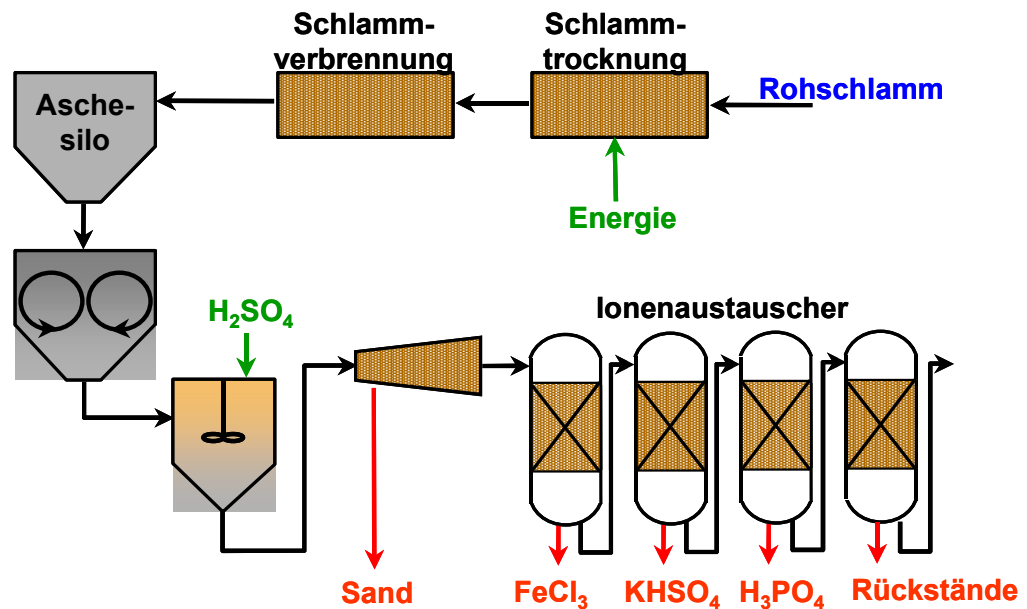 Schlamm-
verbrennung
Schlamm-
trocknung
Asche-
silo
Rohschlamm
Energie
H₂SO₄
Ionenaustauscher
Sand
FeCl₃
KHSO₄
H₃PO₄
Rückstände